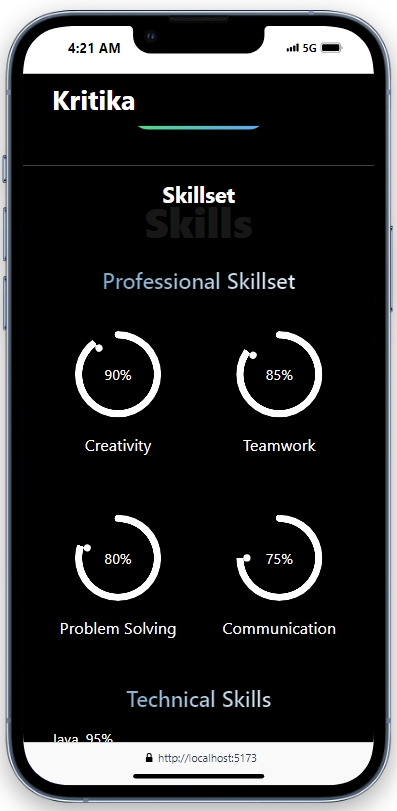 4:21 AM 5G
Kritika
Skillset
Skills
Professional Skillset
90% 85%
Creativity Teamwork
80% 75%
Problem Solving Communication
Technical Skills
Java 95%
http://localhost:5173